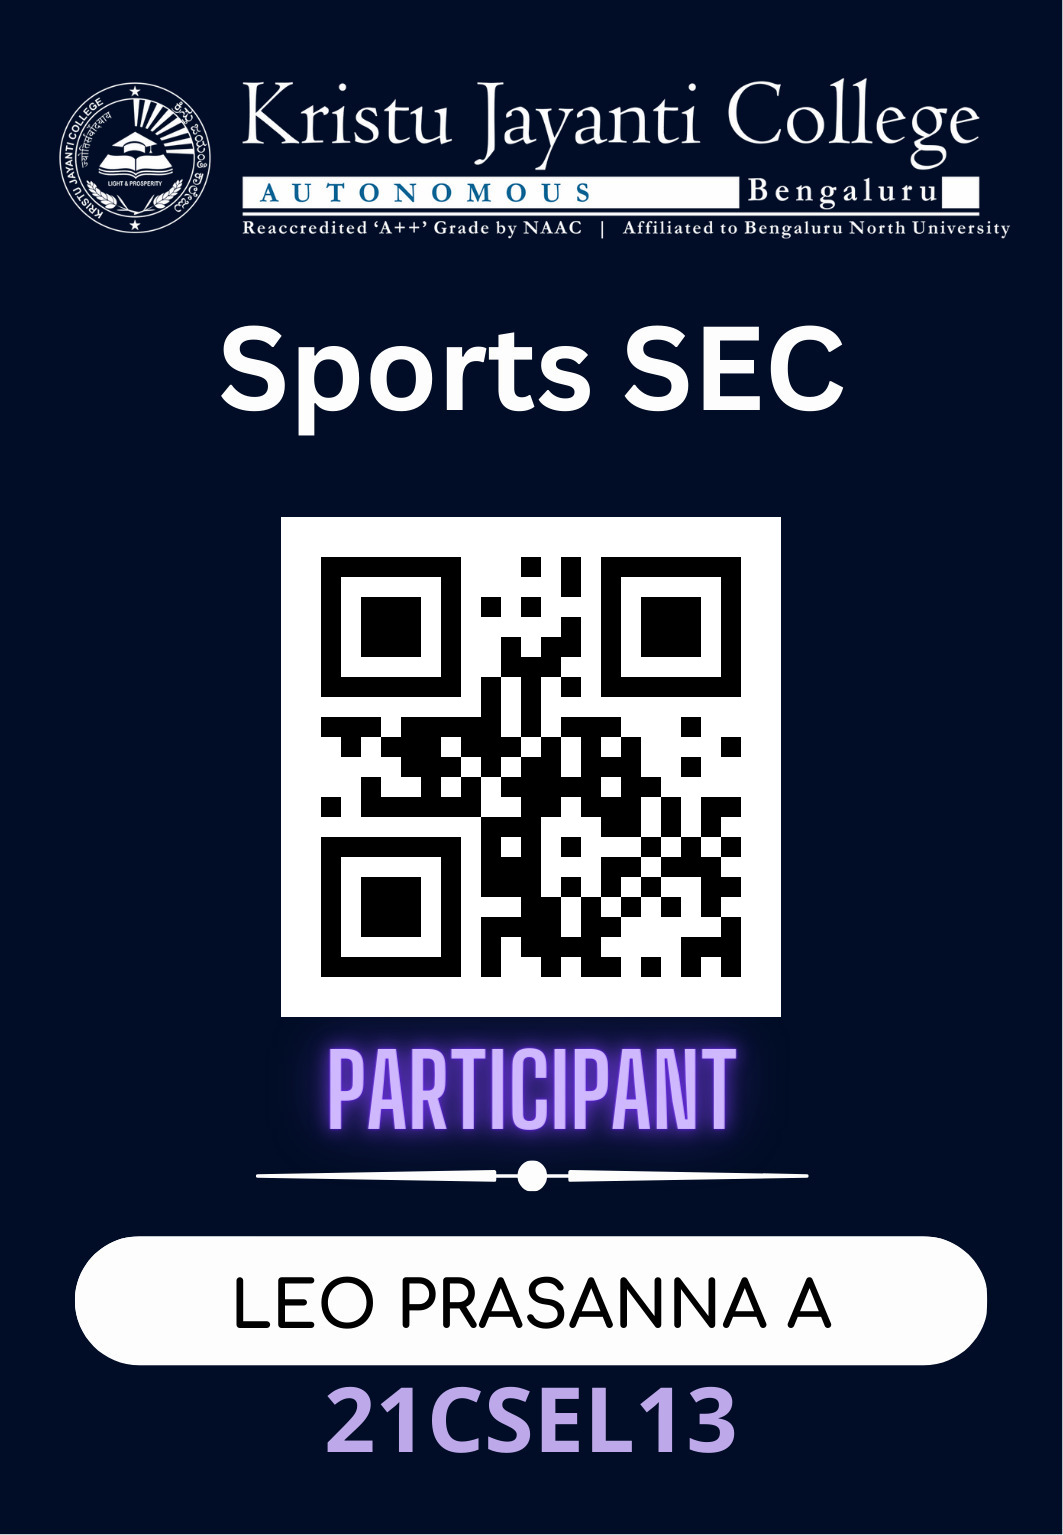 Kristu Jayanti College
AUTONOMOUS Bengaluru
Reaccredited ‘A++’ Grade by NAAC | Affiliated to Bengaluru North University
KRISTU JAYANTI COLLEGE
ಕ್ರಿಸ್ತು ಜಯಂತಿ ಕಾಲೇಜು
LIGHT & PROSPERITY
Sports SEC
PARTICIPANT
LEO PRASANNA A
21CSEL13